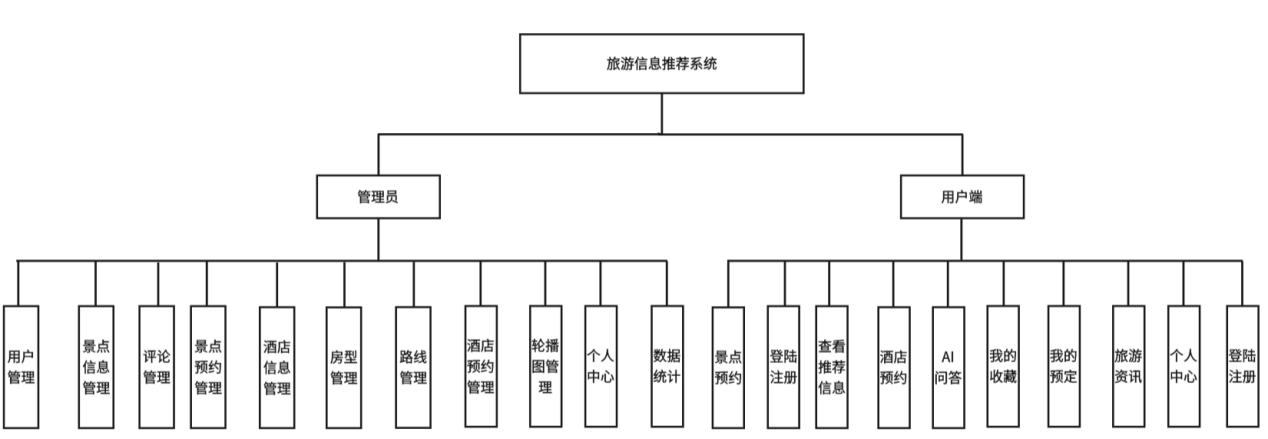 旅游信息推荐系统
管理员
用户端
用户
管理
景点
信息
管理
评论
管理
景点
预约
管理
酒店
信息
管理
房型
管理
路线
管理
酒店
预约
管理
轮播
图管
理
个人
中心
数据
统计
景点
预约
登陆
注册
查看
推荐
信息
酒店
预约
AI
问答
我的
收藏
我的
预定
旅游
资讯
个人
中心
登陆
注册